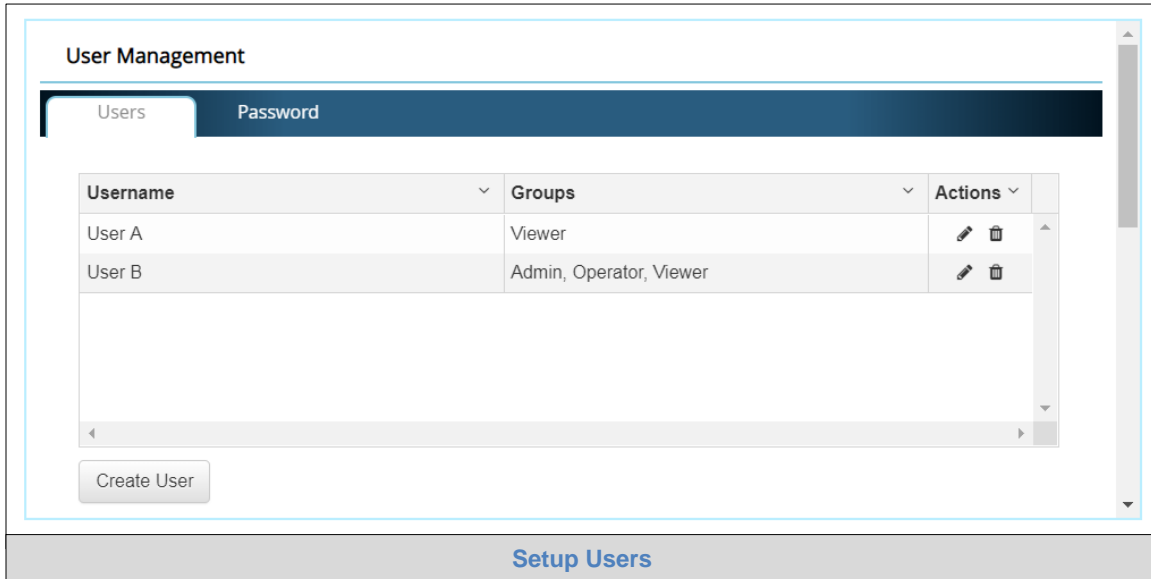 User Management
Users Password
Username Groups Actions
User A Viewer
User B Admin, Operator, Viewer
Create User
Setup Users